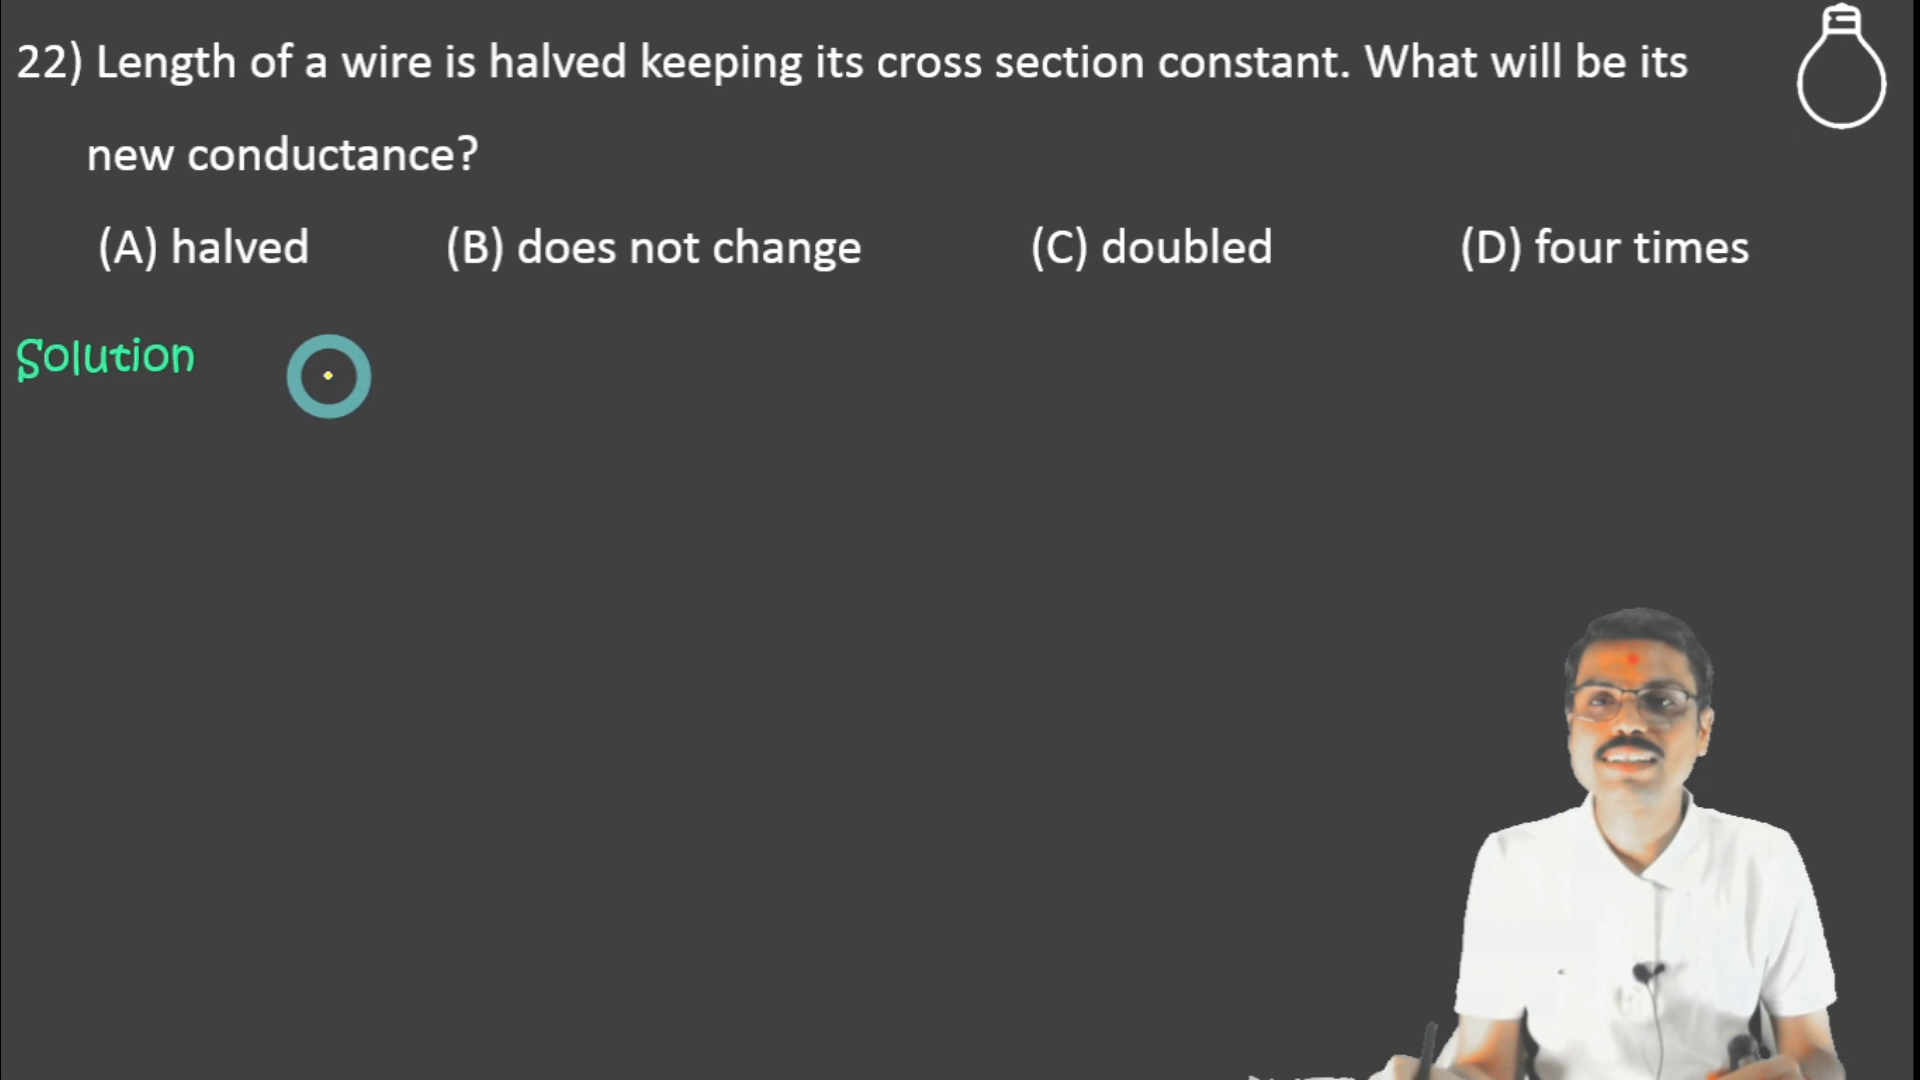 22) Length of a wire is halved keeping its cross section constant. What will be its
new conductance?
(A) halved (B) does not change (C) doubled (D) four times
Solution